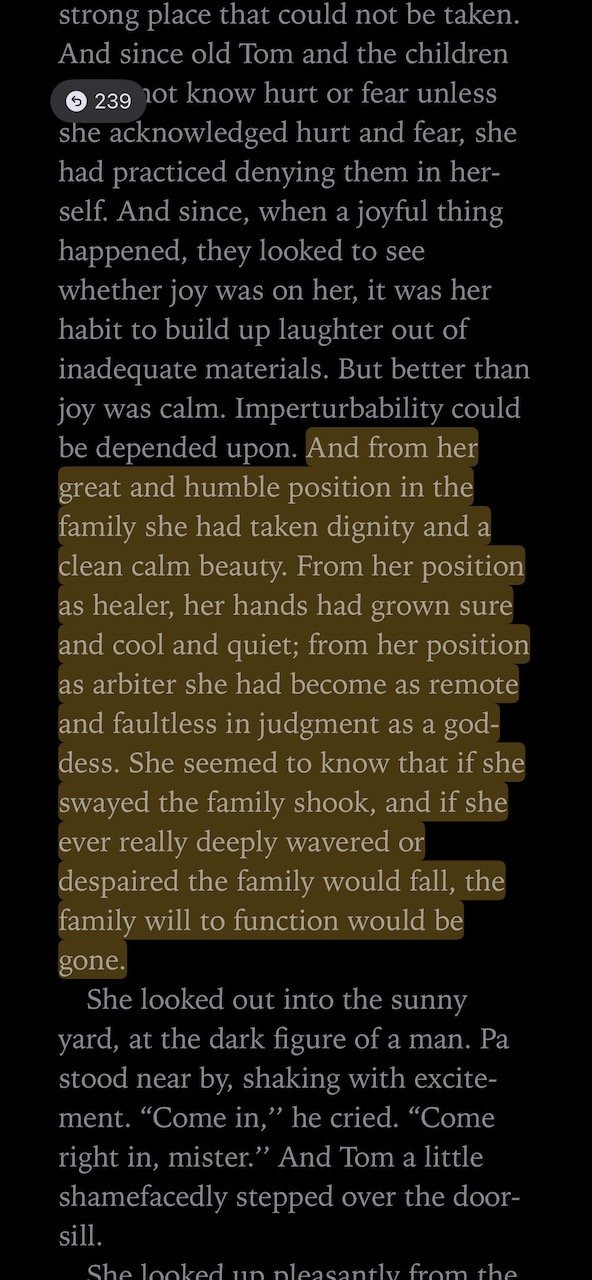 strong place that could not be taken.
And since old Tom and the children
239
not know hurt or fear unless
she acknowledged hurt and fear, she
had practiced denying them in her-
self. And since, when a joyful thing
happened, they looked to see
whether joy was on her, it was her
habit to build up laughter out of
inadequate materials. But better than
joy was calm. Imperturbability could
be depended upon. And from her
great and humble position in the
family she had taken dignity and a
clean calm beauty. From her position
as healer, her hands had grown sure
and cool and quiet; from her position
as arbiter she had become as remote
and faultless in judgment as a god-
dess. She seemed to know that if she
swayed the family shook, and if she
ever really deeply wavered or
despaired the family would fall, the
family will to function would be
gone.
She looked out into the sunny
yard, at the dark figure of a man. Pa
stood near by, shaking with excite-
ment. “Come in,’’ he cried. “Come
right in, mister.’’ And Tom a little
shamefacedly stepped over the door-
sill.
She looked up pleasantly from the